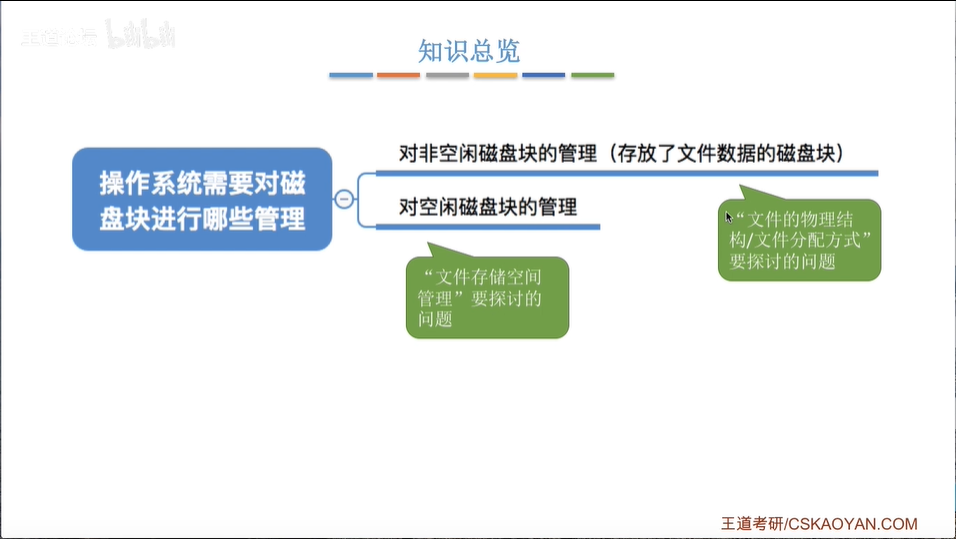 知识总览
操作系统需要对磁
盘块进行哪些管理
对非空闲磁盘块的管理（存放了文件数据的磁盘块）
对空闲磁盘块的管理
“文件的物理结
构/文件分配方式”
要探讨的问题
“文件存储空间
管理”要探讨的
问题
王道考研/CSKAOYAN.COM